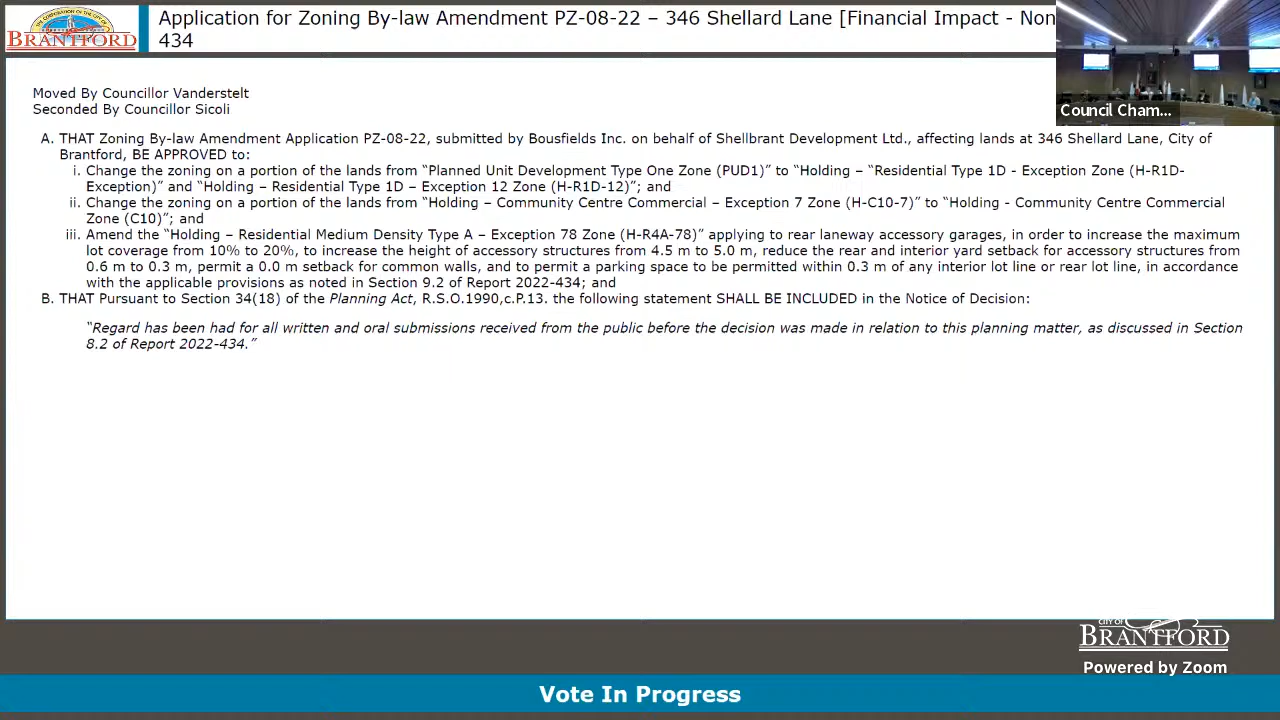 BRANTFORD
Application for Zoning By-law Amendment PZ-08-22 – 346 Shellard Lane [Financial Impact - Non
434
Council Cham...
Moved By Councillor Vanderstelt
Seconded By Councillor Sicoli
A. THAT Zoning By-law Amendment Application PZ-08-22, submitted by Bousfields Inc. on behalf of Shellbrant Development Ltd., affecting lands at 346 Shellard Lane, City of
Brantford, BE APPROVED to:
i. Change the zoning on a portion of the lands from “Planned Unit Development Type One Zone (PUD1)” to “Holding – “Residential Type 1D - Exception Zone (H-R1D-
Exception)” and “Holding – Residential Type 1D – Exception 12 Zone (H-R1D-12)”; and
ii. Change the zoning on a portion of the lands from “Holding – Community Centre Commercial – Exception 7 Zone (H-C10-7)” to “Holding - Community Centre Commercial
Zone (C10)”; and
iii. Amend the “Holding – Residential Medium Density Type A – Exception 78 Zone (H-R4A-78)” applying to rear laneway accessory garages, in order to increase the maximum
lot coverage from 10% to 20%, to increase the height of accessory structures from 4.5 m to 5.0 m, reduce the rear and interior yard setback for accessory structures from
0.6 m to 0.3 m, permit a 0.0 m setback for common walls, and to permit a parking space to be permitted within 0.3 m of any interior lot line or rear lot line, in accordance
with the applicable provisions as noted in Section 9.2 of Report 2022-434; and
B. THAT Pursuant to Section 34(18) of the Planning Act, R.S.O.1990,c.P.13. the following statement SHALL BE INCLUDED in the Notice of Decision:
“Regard has been had for all written and oral submissions received from the public before the decision was made in relation to this planning matter, as discussed in Section
8.2 of Report 2022-434.”
CITY OF
BRANTFORD
Powered by Zoom
Vote In Progress